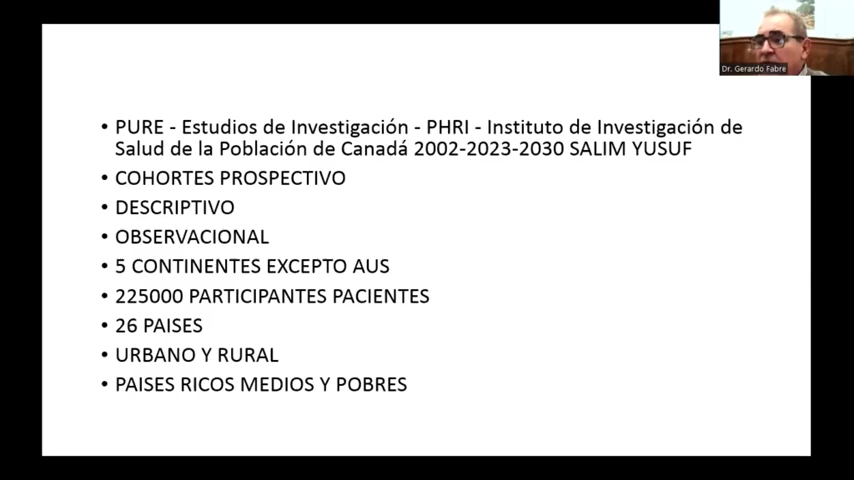 Dr. Gerardo Fabre
• PURE - Estudios de Investigación - PHRI - Instituto de Investigación de
Salud de la Población de Canadá 2002-2023-2030 SALIM YUSUF
• COHORTES PROSPECTIVO
• DESCRIPTIVO
• OBSERVACIONAL
• 5 CONTINENTES EXCEPTO AUS
• 225000 PARTICIPANTES PACIENTES
• 26 PAISES
• URBANO Y RURAL
• PAISES RICOS MEDIOS Y POBRES